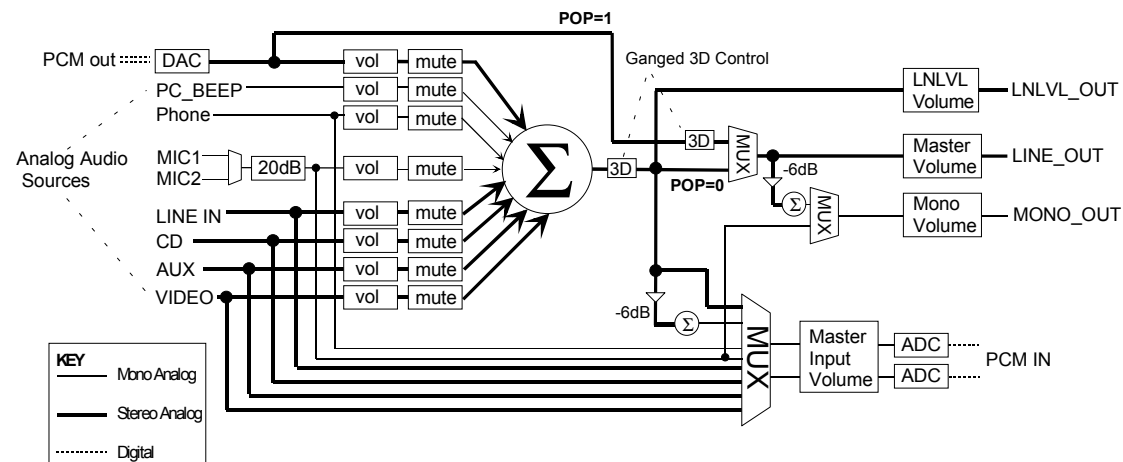 POP=1
PCM out
DAC
vol
mute
Ganged 3D Control
PC_BEEP
vol
mute
LNLVL
Volume
LNLVL_OUT
Phone
vol
mute
Analog Audio
Sources
MIC1
MIC2
20dB
vol
mute
Σ
3D
3D
MUX
POP=0
-6dB
Master
Volume
LINE_OUT
Σ
MUX
Mono
Volume
MONO_OUT
LINE IN
vol
mute
CD
vol
mute
AUX
vol
mute
VIDEO
vol
mute
-6dB
Σ
MUX
Master
Input
Volume
ADC
ADC
PCM IN
KEY
Mono Analog
Stereo Analog
Digital